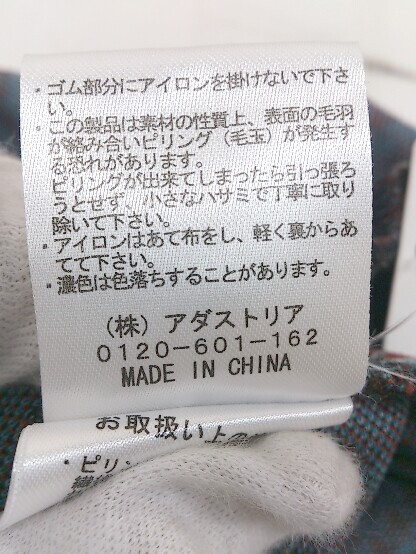 ・ゴム部分にアイロンを掛けないで下さ
い。
・この製品は素材の性質上、表面の毛羽
が絡み合いピリング（毛玉）が発生す
る恐れがあります。
ピリングが出来てしまったら引っ張ろ
うとせず、小さなハサミで丁寧に取り
除いて下さい。
・アイロンはあて布をし、軽く裏からあ
てて下さい。
・濃色は色落ちすることがあります。
（株）アダストリア
0120-601-162
MADE IN CHINA
お取扱い上の
・ピリン